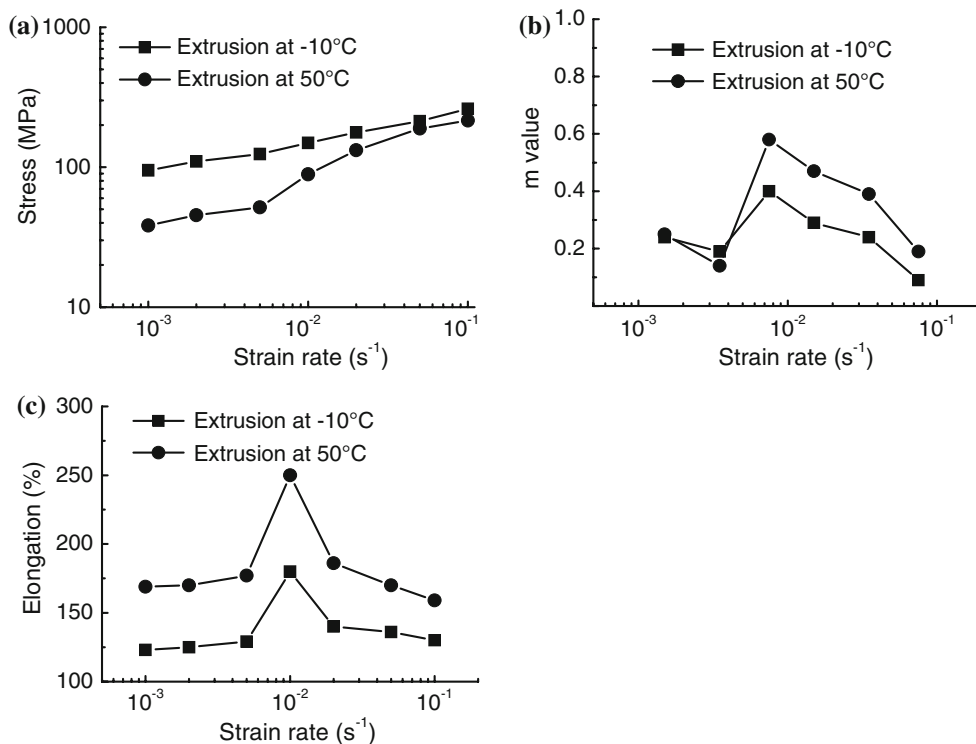 (a)
1000
Extrusion at -10°C
Extrusion at 50°C
100
10
Stress (MPa)
10⁻³
10⁻²
10⁻¹
Strain rate (s⁻¹)
(b)
1.0
Extrusion at -10°C
Extrusion at 50°C
0.8
0.6
0.4
0.2
m value
10⁻³
10⁻²
10⁻¹
Strain rate (s⁻¹)
(c)
300
Extrusion at -10°C
Extrusion at 50°C
250
200
150
100
Elongation (%)
10⁻³
10⁻²
10⁻¹
Strain rate (s⁻¹)